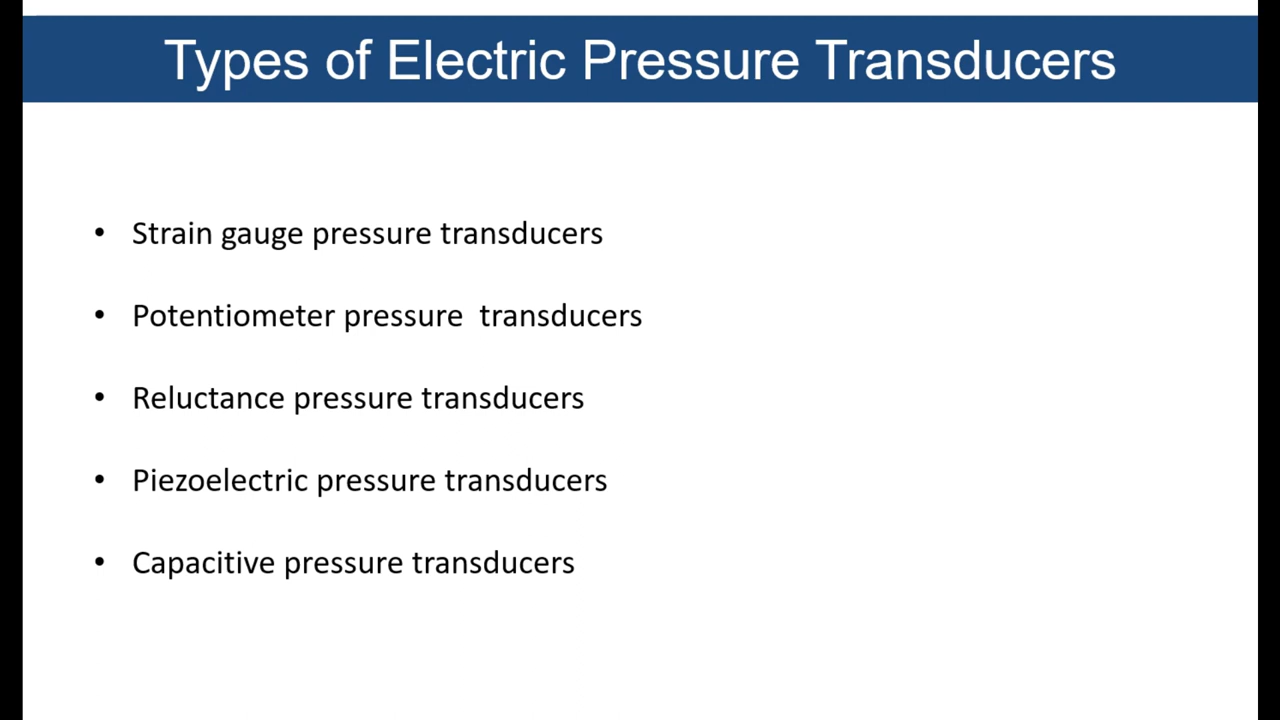 Types of Electric Pressure Transducers
• Strain gauge pressure transducers
• Potentiometer pressure  transducers
• Reluctance pressure transducers
• Piezoelectric pressure transducers
• Capacitive pressure transducers